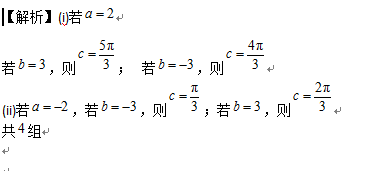 【解析】(i)若 a = 2
若 b = 3，则 c = 5π/3； 若 b = −3，则 c = 4π/3
(ii)若 a = −2，若 b = −3，则 c = π/3；若 b = 3，则 c = 2π/3
共 4 组